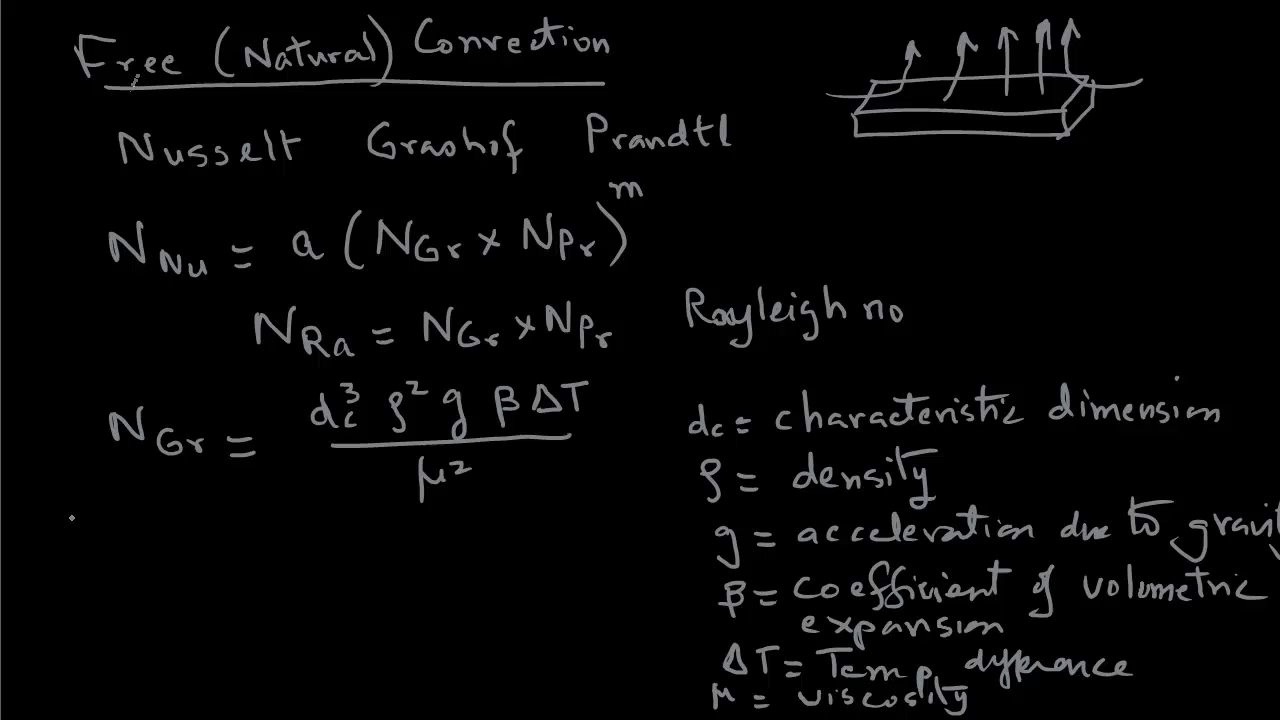 Free (Natural) Convection
Nusselt Grashof Prandtl
N_Nu = a (N_Gr × N_Pr)^m
N_Ra = N_Gr × N_Pr Rayleigh no
N_Gr = d_c^3 ρ^2 g β ΔT / μ^2
d_c = characteristic dimension
ρ = density
g = acceleration due to gravit
β = coefficient of volumetric
expansion
ΔT = Temp difference
μ = viscosity